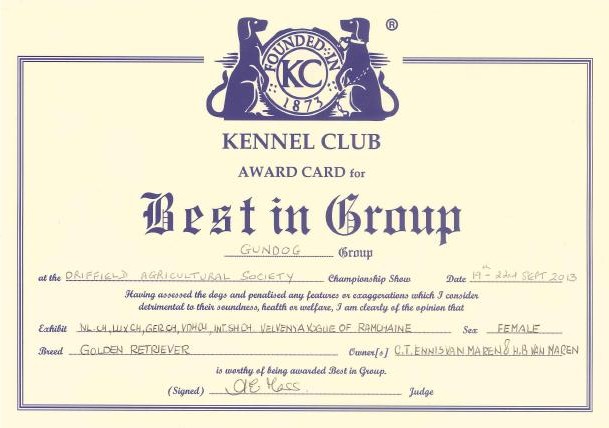 FOUNDED IN
KC
1873
®
KENNEL CLUB
AWARD CARD for
Best in Group
GUNDOG Group
at the DRIFFIELD AGRICULTURAL SOCIETY Championship Show Date 19th - 22nd SEPT 2013
Having assessed the dogs and penalised any features or exaggerations which I consider
detrimental to their soundness, health or welfare, I am clearly of the opinion that
Exhibit NL.CH, LUX CH, GER.CH, VDHCH, INT.SH.CH. VELVENYA VOGUE OF RAMCHAINE Sex FEMALE
Breed GOLDEN RETRIEVER Owner[s] C.T. ENNIS VAN MAREN & H.B VAN MAREN
is worthy of being awarded Best in Group.
(Signed) Judge